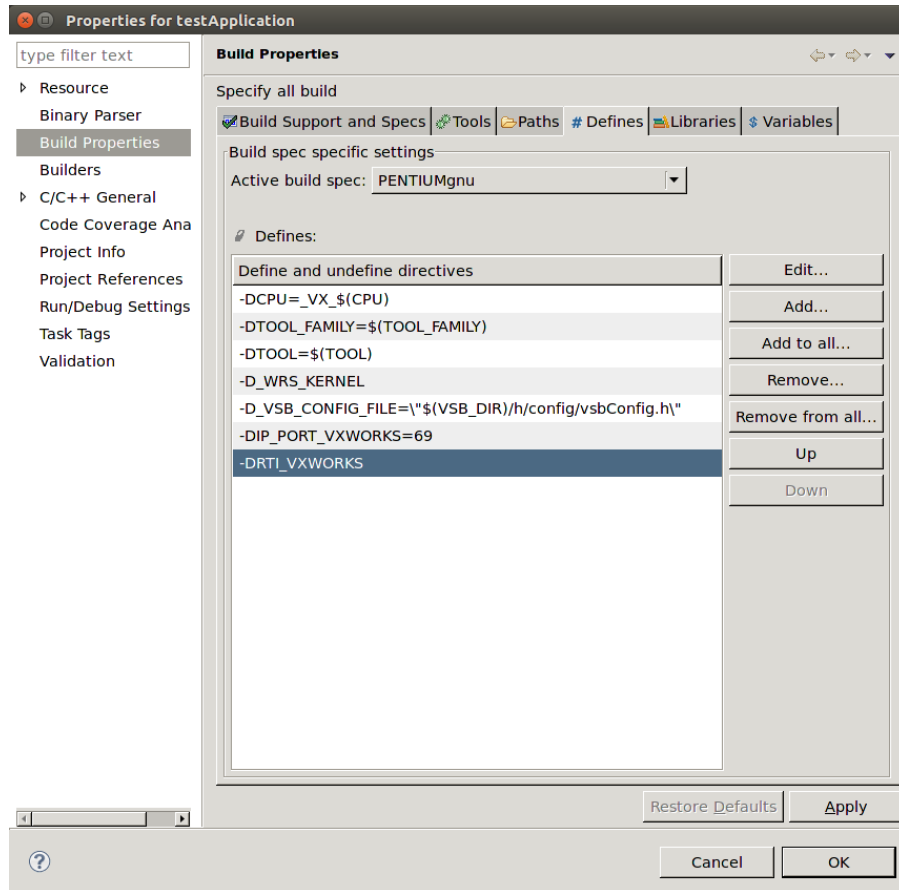 Properties for testApplication
type filter text
Resource
Binary Parser
Build Properties
Builders
C/C++ General
Code Coverage Ana
Project Info
Project References
Run/Debug Settings
Task Tags
Validation
Build Properties
Specify all build
Build Support and Specs Tools Paths # Defines Libraries $ Variables
Build spec specific settings
Active build spec: PENTIUMgnu
Defines:
Define and undefine directives
-DCPU=_VX_$(CPU)
-DTOOL_FAMILY=$(TOOL_FAMILY)
-DTOOL=$(TOOL)
-D_WRS_KERNEL
-D_VSB_CONFIG_FILE=\"$(VSB_DIR)/h/config/vsbConfig.h\"
-DIP_PORT_VXWORKS=69
-DRTI_VXWORKS
Edit...
Add...
Add to all...
Remove...
Remove from all...
Up
Down
Restore Defaults Apply
? Cancel OK